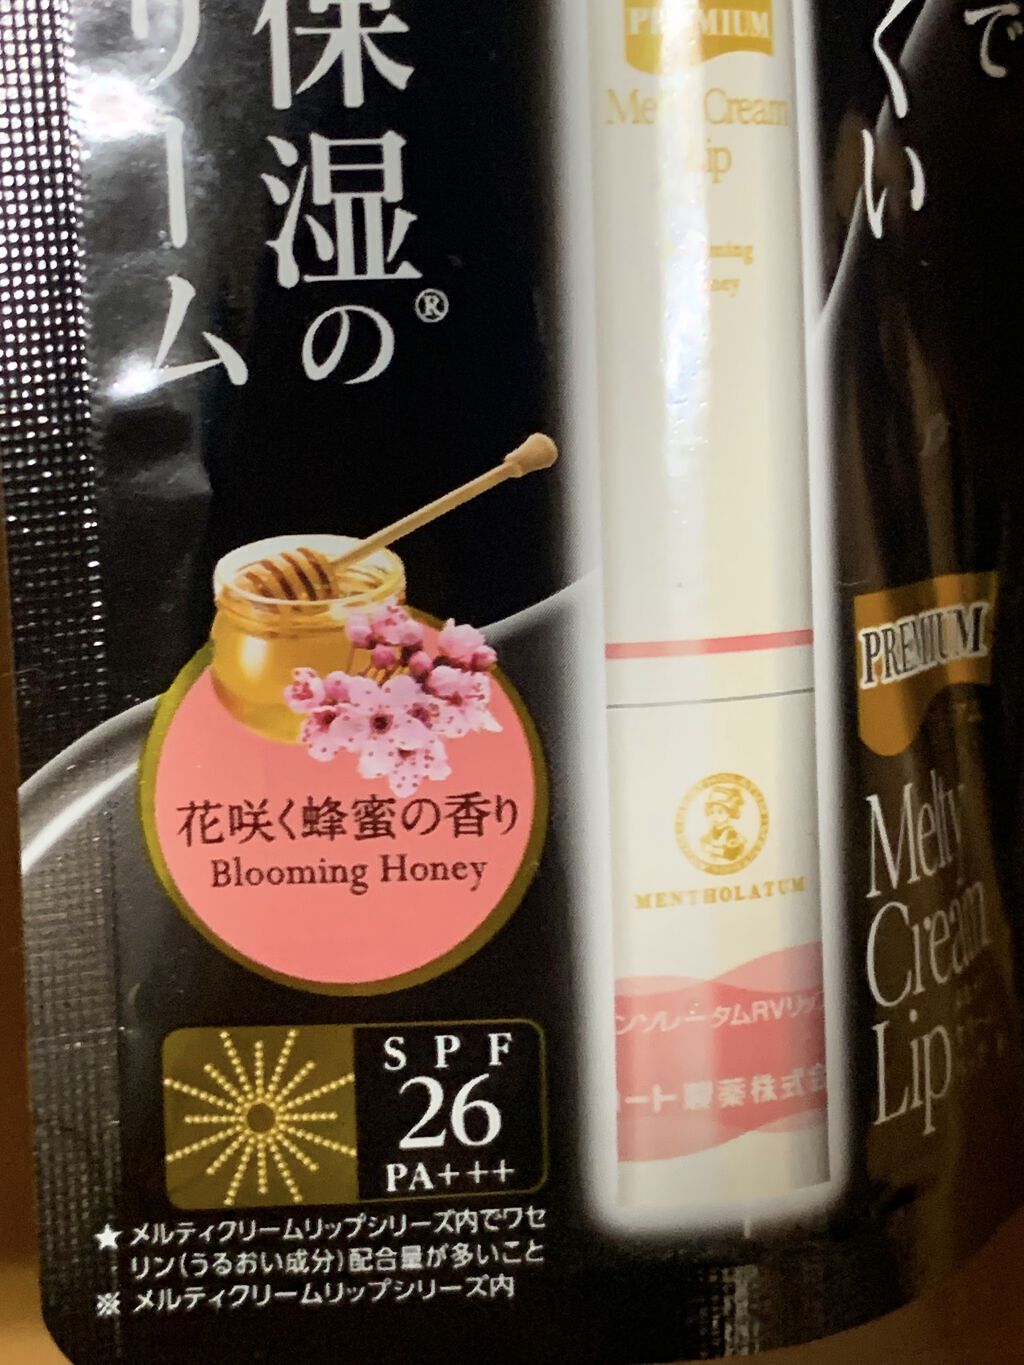 で
くい
保湿の®
リーム
PREMIUM
Melty Cream
Lip
花咲く蜂蜜の香り
Blooming Honey
MENTHOLATUM
PREMIUM
Melty
Cream
Lip
SPF
26
PA+++
★メルティクリームリップシリーズ内でワセ
リン(うるおい成分)配合量が多いこと
※メルティクリームリップシリーズ内